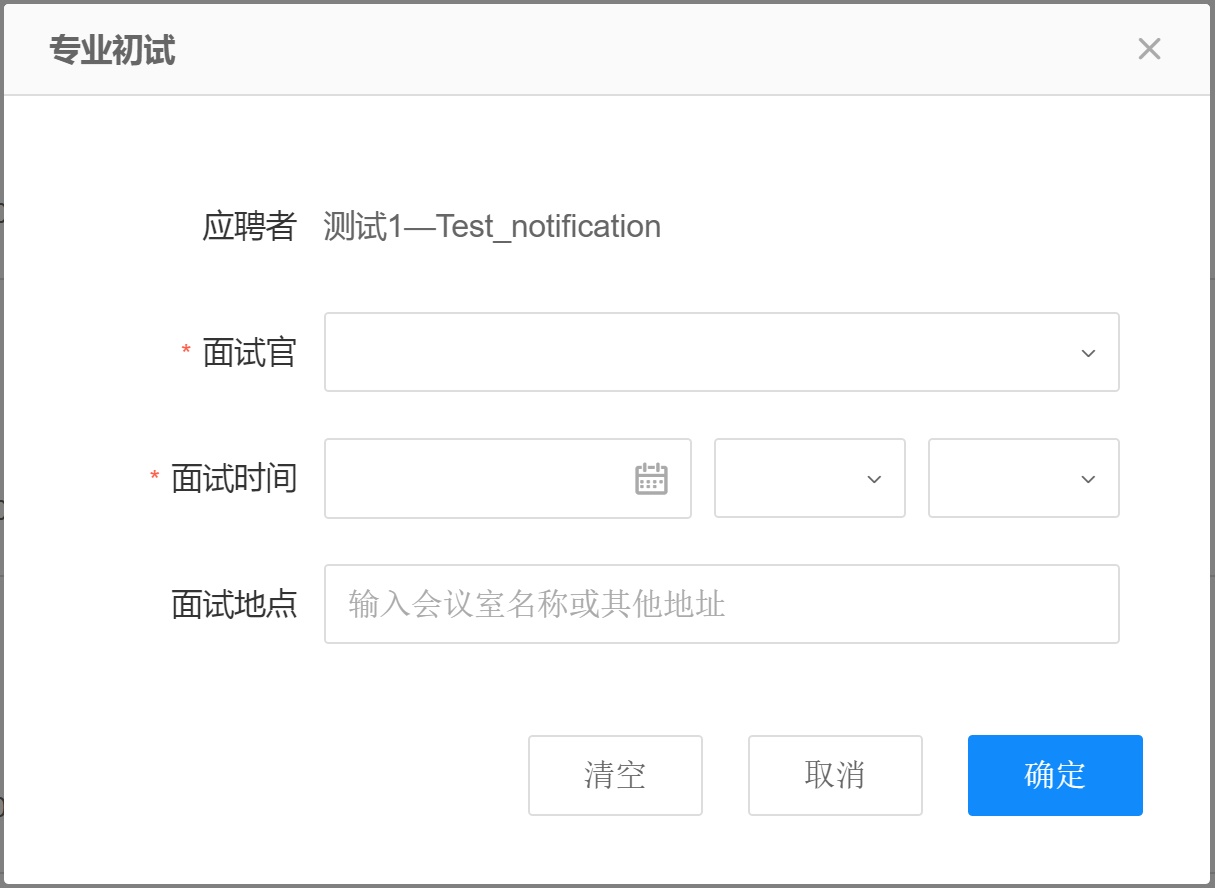 专业初试
应聘者 测试1—Test_notification
* 面试官
* 面试时间
面试地点 输入会议室名称或其他地址
清空 取消 确定